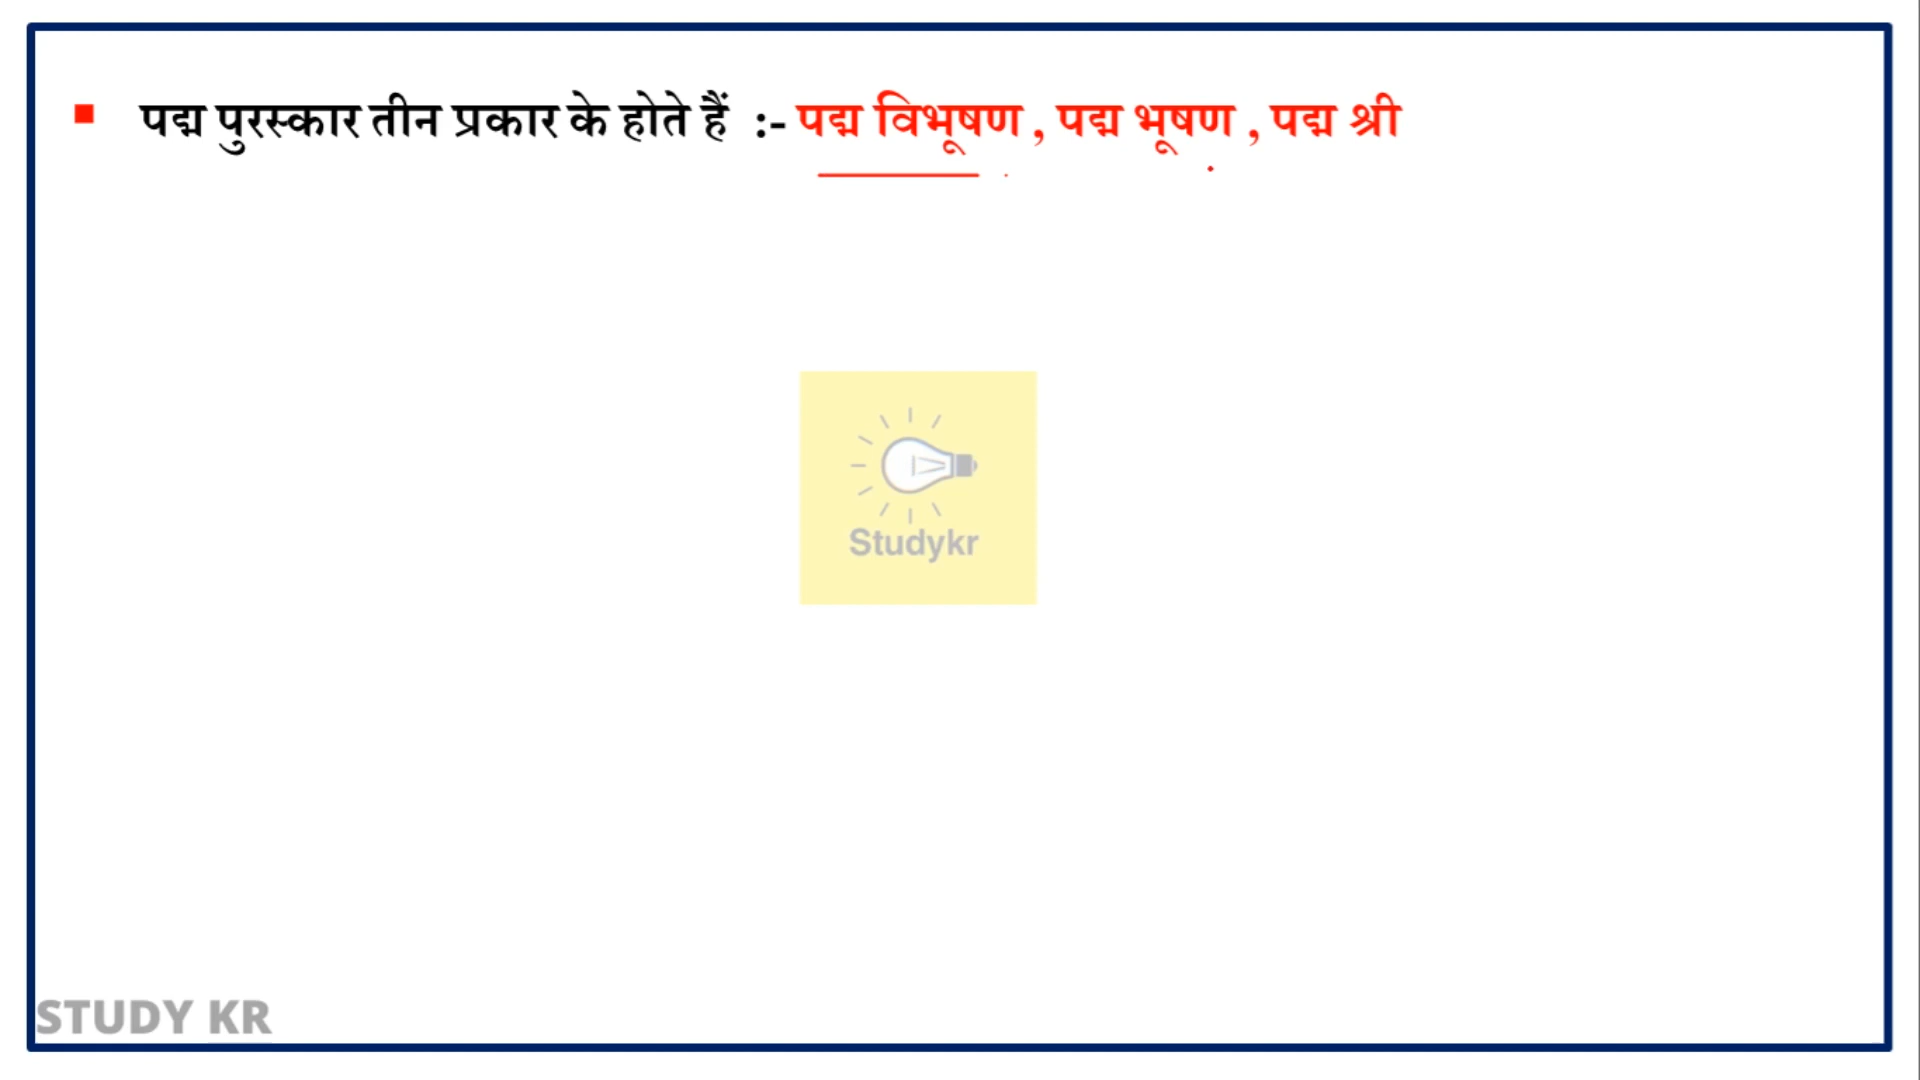 ▪ पद्म पुरस्कार तीन प्रकार के होते हैं :- पद्म विभूषण , पद्म भूषण , पद्म श्री
Studykr
STUDY KR